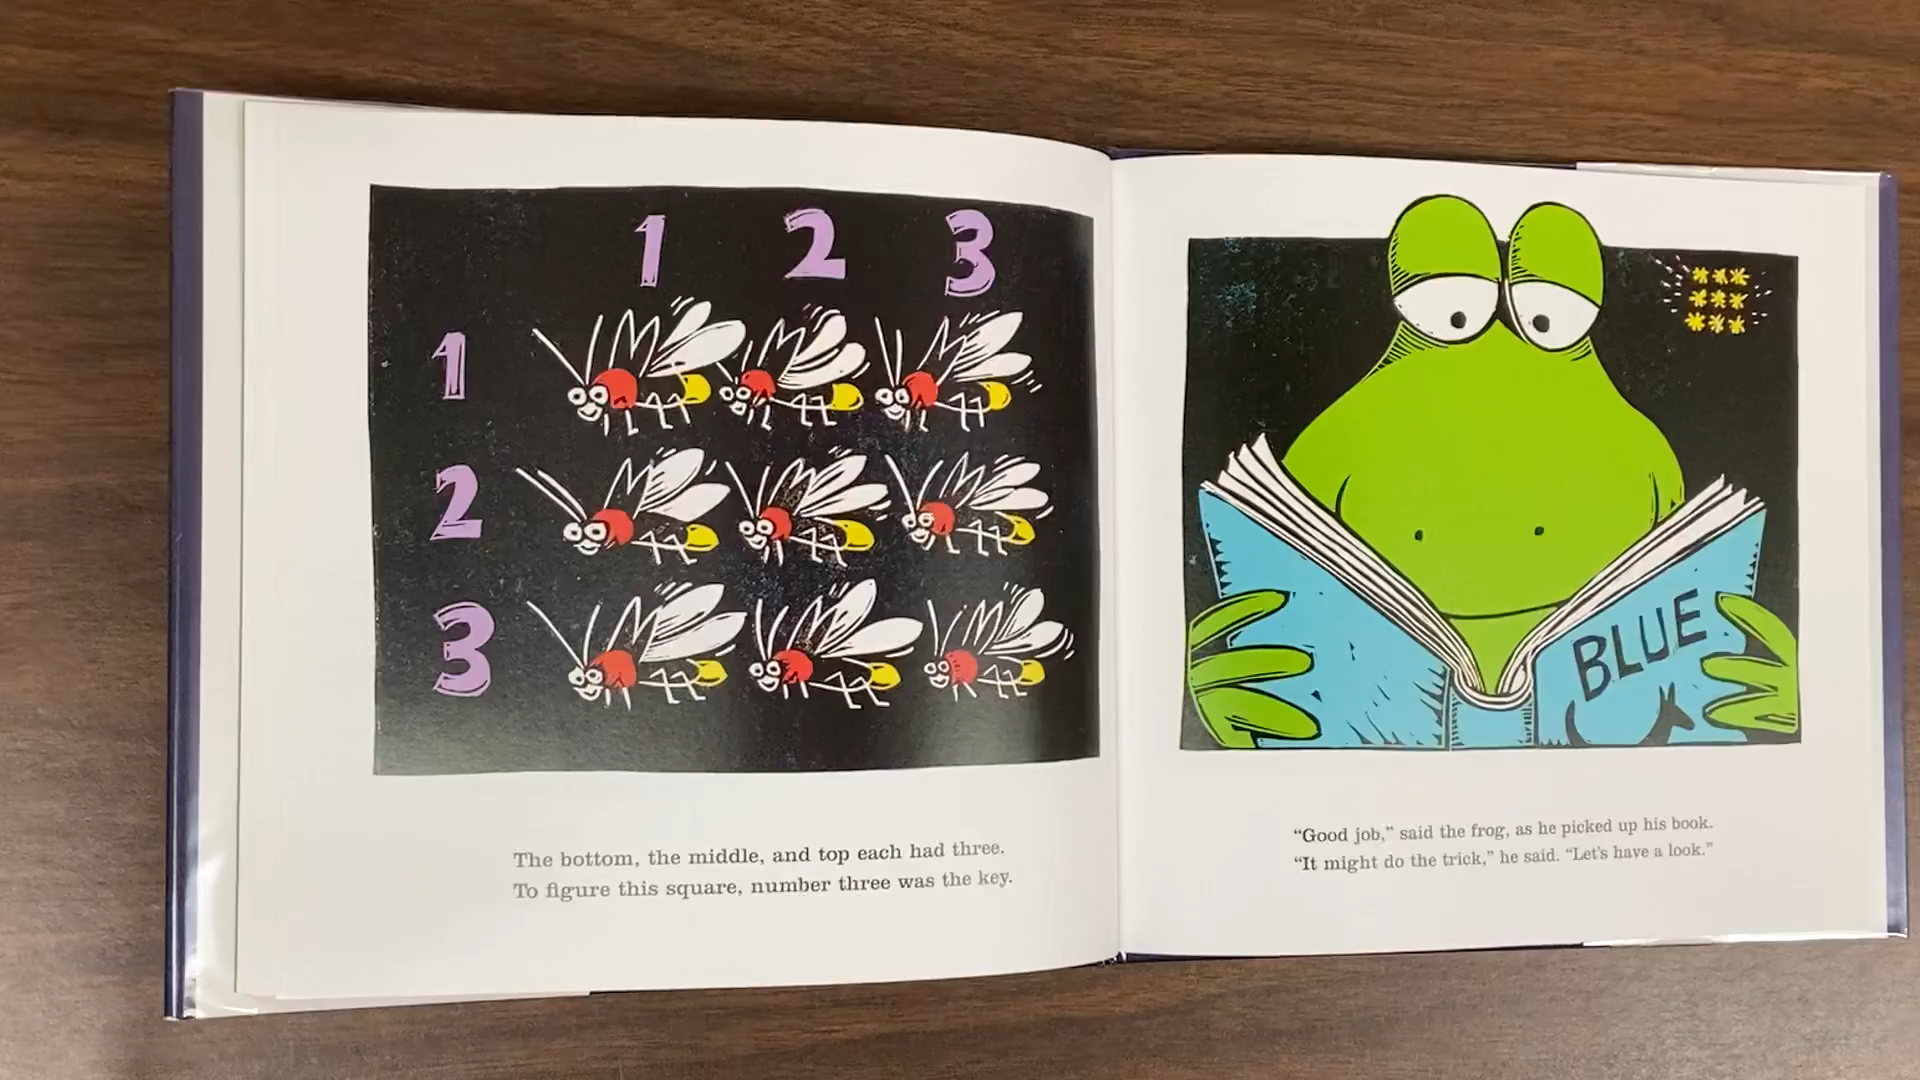 1 2 3
1
2
3
The bottom, the middle, and top each had three.
To figure this square, number three was the key.
BLUE
“Good job,” said the frog, as he picked up his book.
“It might do the trick,” he said. “Let’s have a look.”